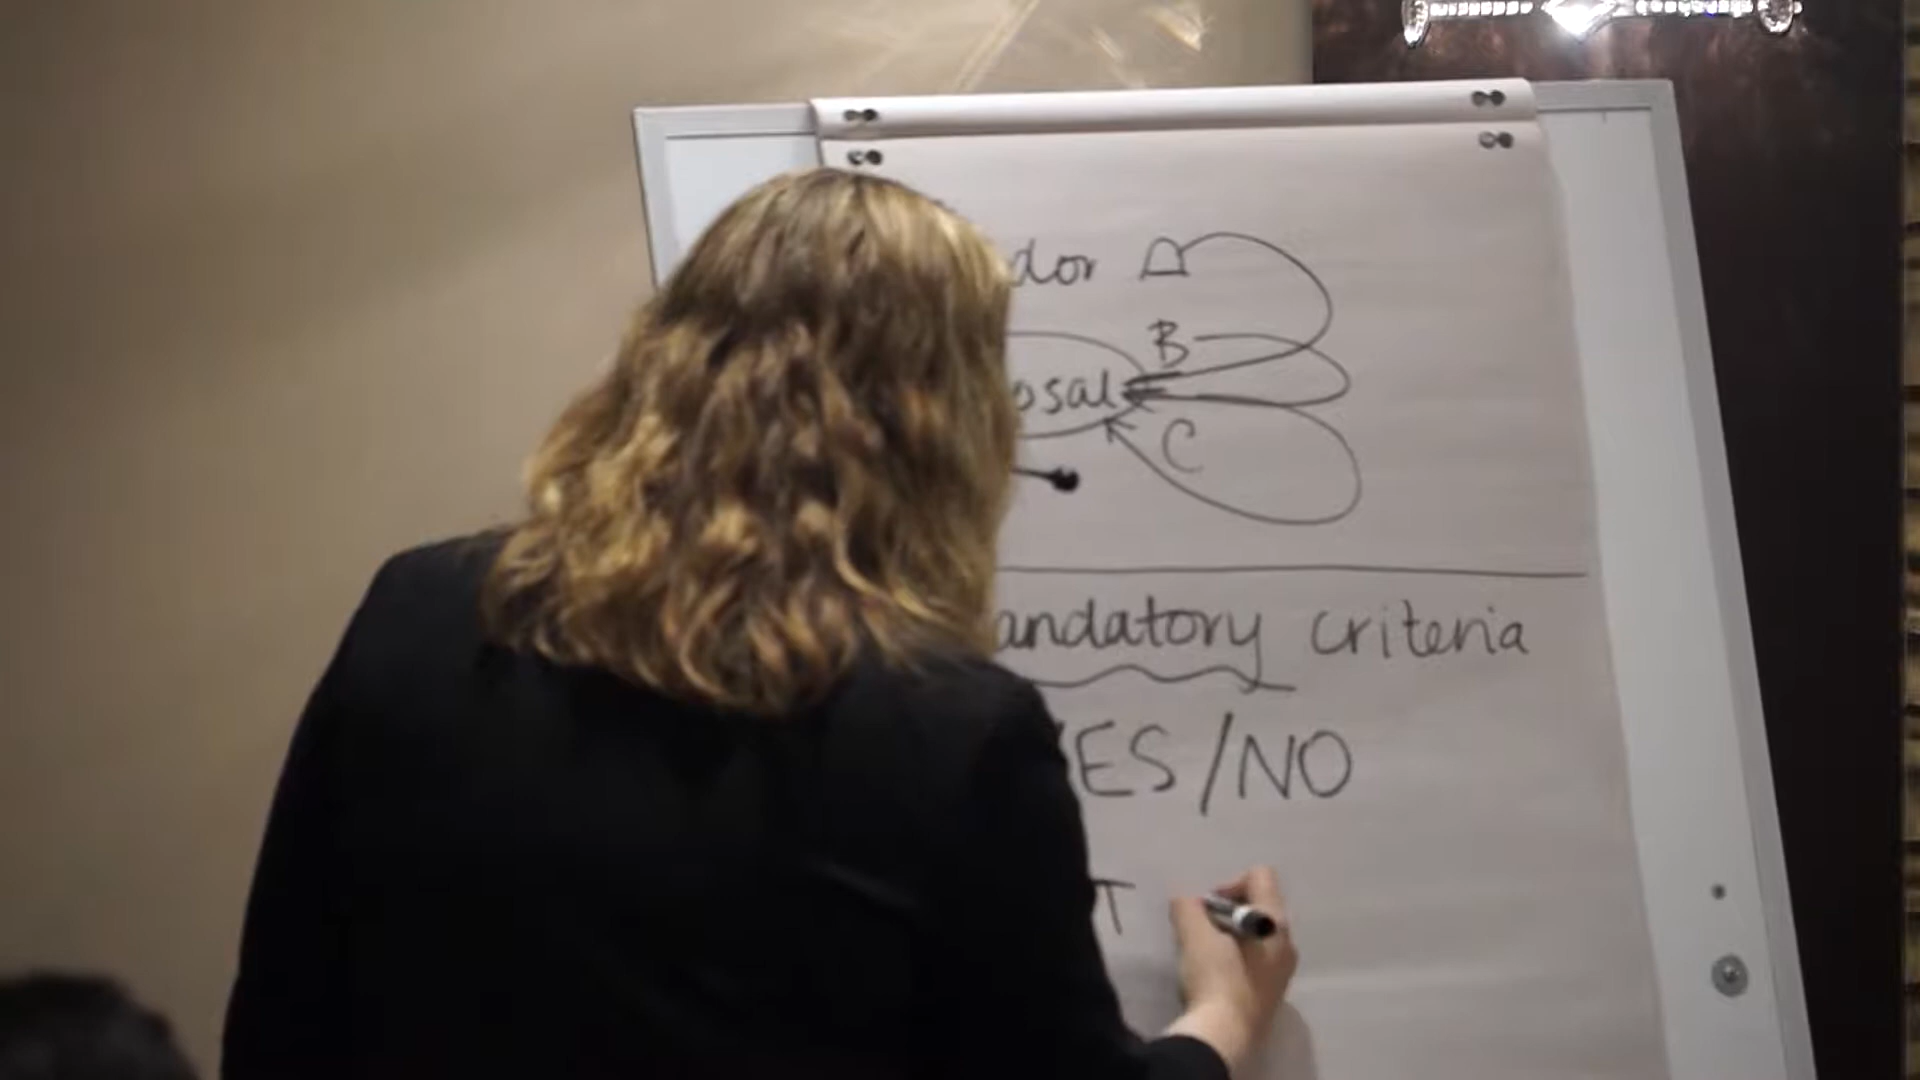 dor A
B
osal
C
andatory criteria
ES/NO
T